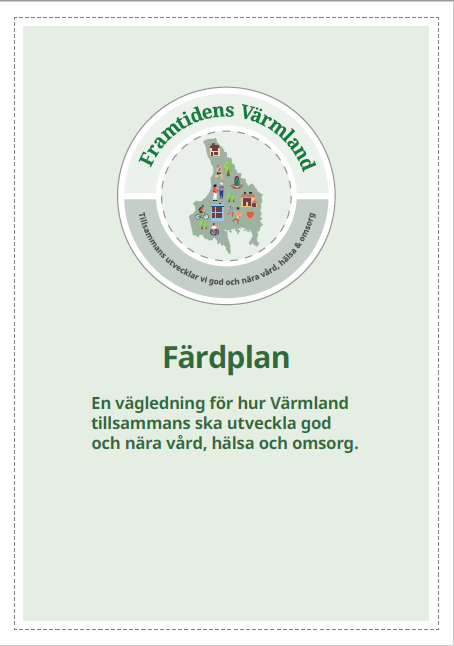 Framtidens Värmland
Tillsammans utvecklar vi god och nära vård, hälsa & omsorg
Färdplan
En vägledning för hur Värmland
tillsammans ska utveckla god
och nära vård, hälsa och omsorg.